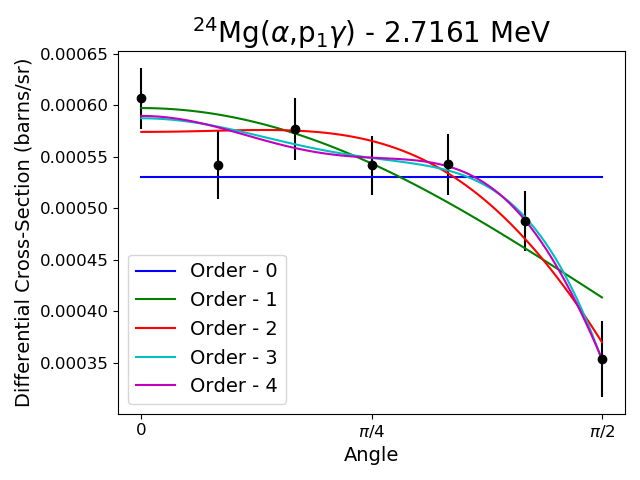 ²⁴Mg(α,p₁γ) - 2.7161 MeV
Differential Cross-Section (barns/sr)
0.00065
0.00060
0.00055
0.00050
0.00045
0.00040
0.00035
Order - 0
Order - 1
Order - 2
Order - 3
Order - 4
0
π/4
π/2
Angle